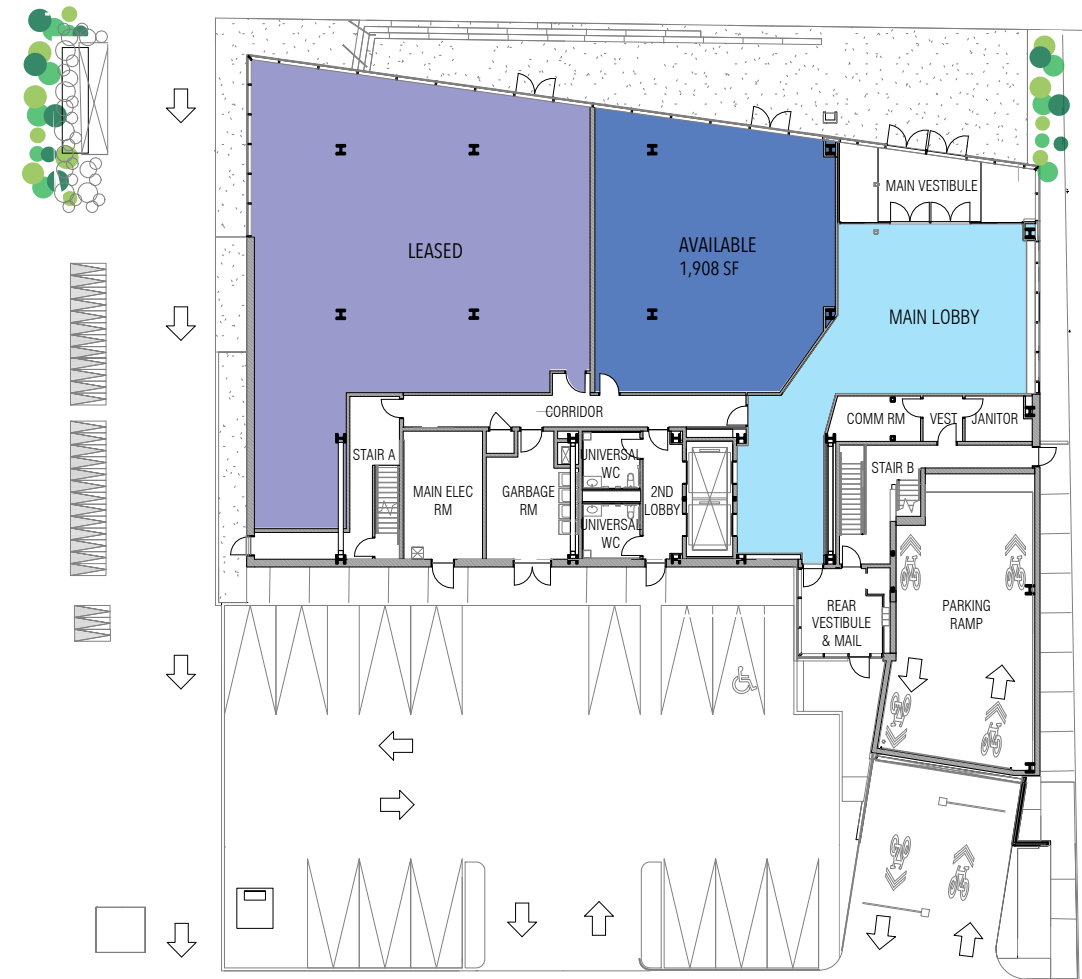 MAIN VESTIBULE
LEASED
AVAILABLE
1,908 SF
MAIN LOBBY
CORRIDOR
COMM RM
VEST
JANITOR
STAIR A
UNIVERSAL
WC
STAIR B
MAIN ELEC
RM
GARBAGE
RM
2ND
LOBBY
UNIVERSAL
WC
REAR
VESTIBULE
& MAIL
PARKING
RAMP